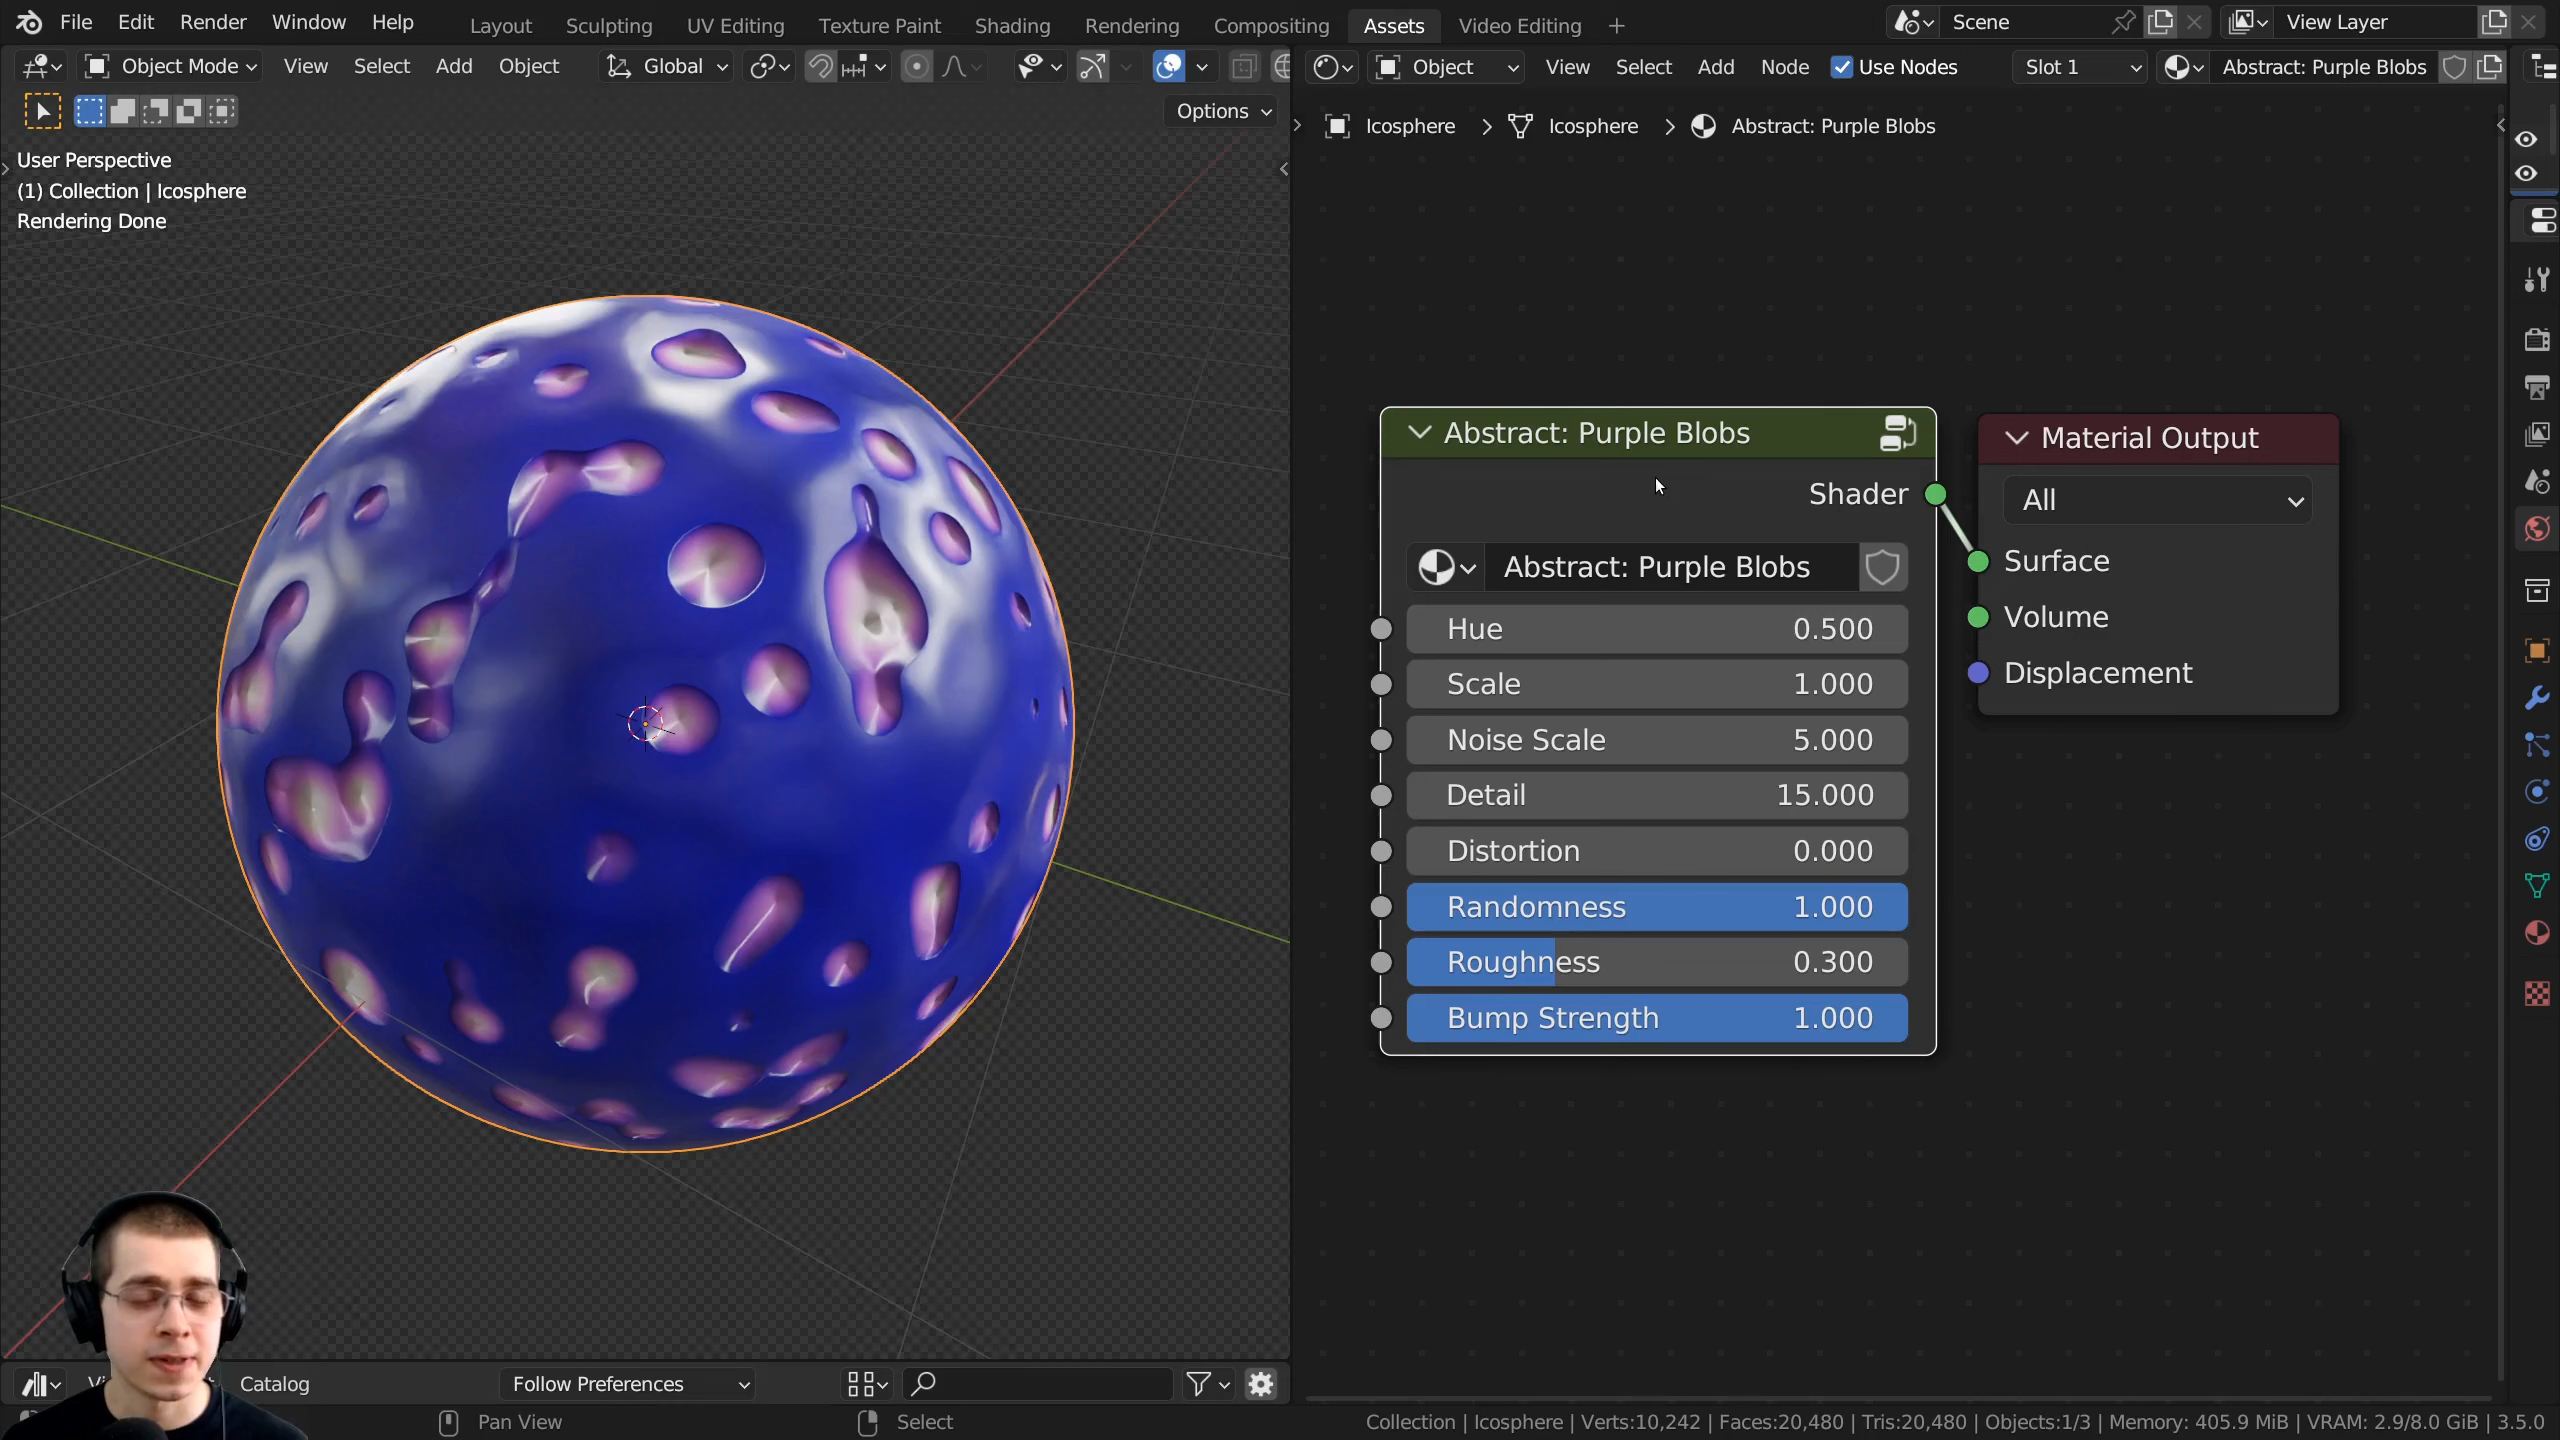 File Edit Render Window Help Layout Sculpting UV Editing Texture Paint Shading Rendering Compositing Assets Video Editing + Scene View Layer
Object Mode View Select Add Object Global Object View Select Add Node Use Nodes Slot 1 Abstract: Purple Blobs
Options
Icosphere > Icosphere > Abstract: Purple Blobs
User Perspective
(1) Collection | Icosphere
Rendering Done
Abstract: Purple Blobs
Shader
Abstract: Purple Blobs
Hue 0.500
Scale 1.000
Noise Scale 5.000
Detail 15.000
Distortion 0.000
Randomness 1.000
Roughness 0.300
Bump Strength 1.000
Material Output
All
Surface
Volume
Displacement
Catalog Follow Preferences
Pan View Select Collection | Icosphere | Verts:10,242 | Faces:20,480 | Tris:20,480 | Objects:1/3 | Memory: 405.9 MiB | VRAM: 2.9/8.0 GiB | 3.5.0